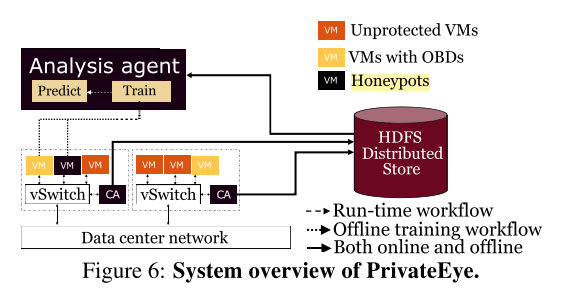 VM Unprotected VMs
VM VMs with OBDs
VM Honeypots
Analysis agent
Predict Train
HDFS
Distributed
Store
VM VM VM VM VM VM
vSwitch CA vSwitch CA
Data center network
Run-time workflow
Offline training workflow
Both online and offline
Figure 6: System overview of PrivateEye.